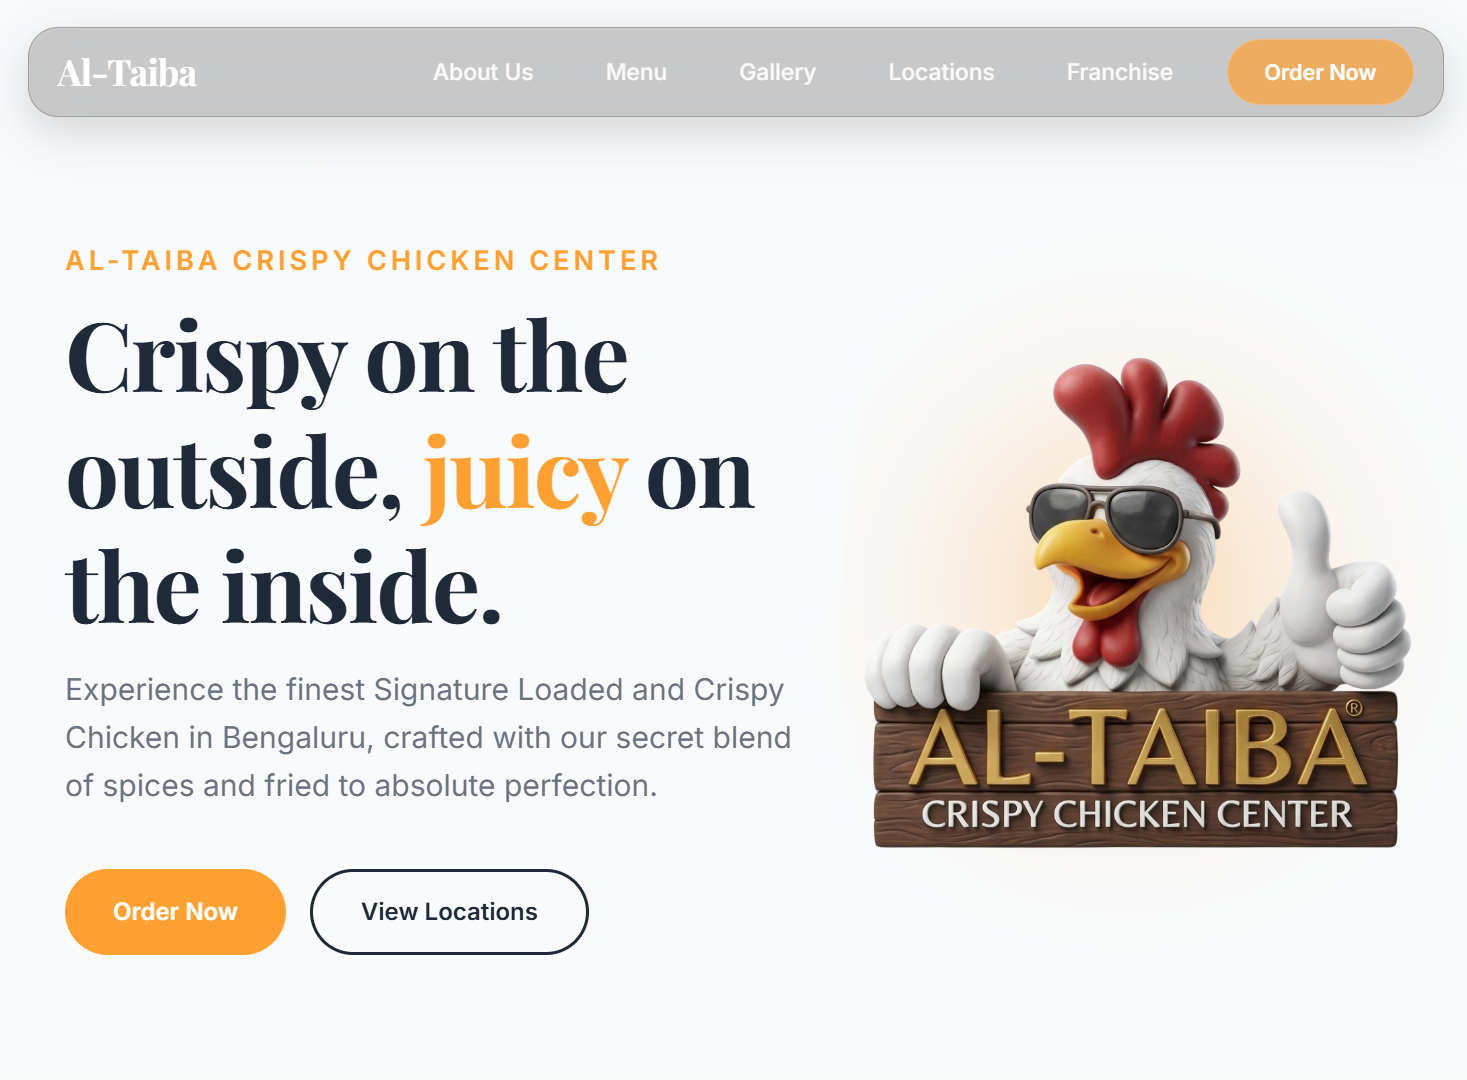 Al-Taiba
About Us
Menu
Gallery
Locations
Franchise
Order Now
AL-TAIBA CRISPY CHICKEN CENTER
Crispy on the
outside, juicy on
the inside.
Experience the finest Signature Loaded and Crispy
Chicken in Bengaluru, crafted with our secret blend
of spices and fried to absolute perfection.
Order Now
View Locations
AL-TAIBA®
CRISPY CHICKEN CENTER